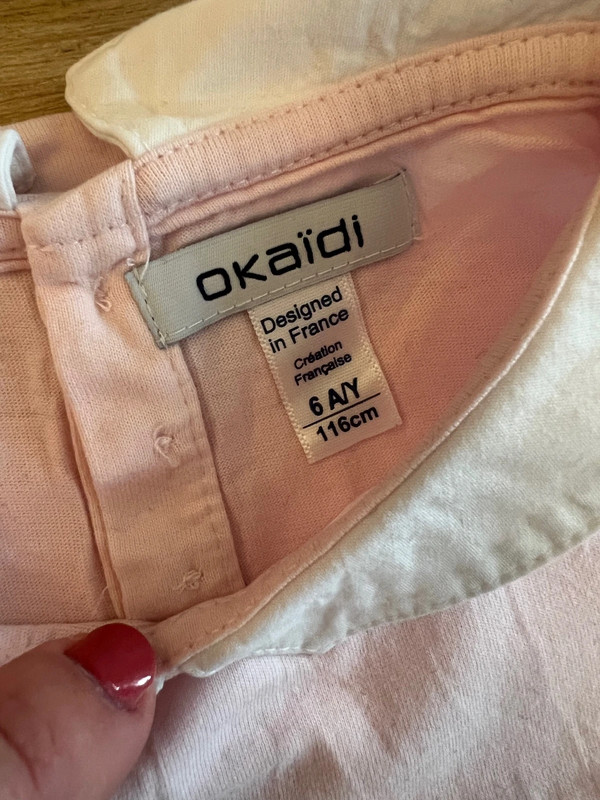 okaïdi
Designed
in France
Création
Française
6 A/Y
116cm